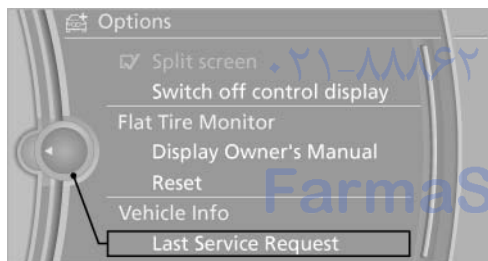 Options
Split screen
Switch off control display
Flat Tire Monitor
Display Owner's Manual
Reset
Vehicle Info
Last Service Request
۰۲۱-۸۸۸۶۲
FarmaS